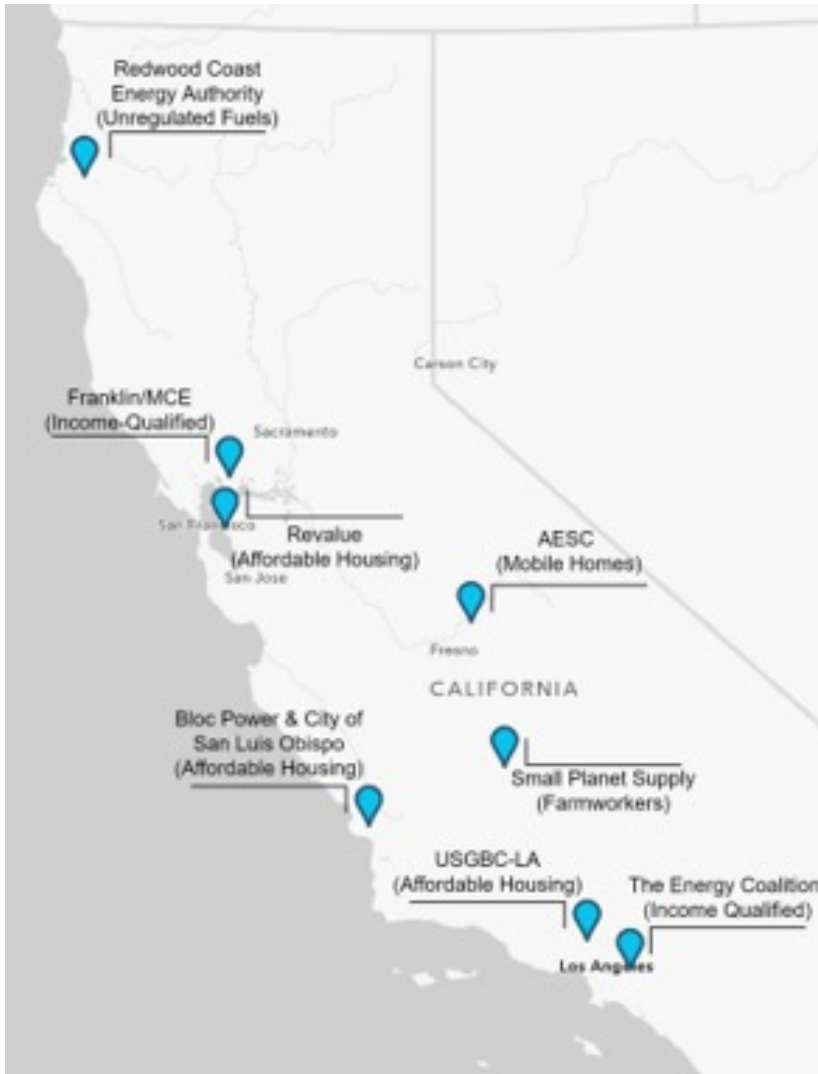 Redwood Coast
Energy Authority
(Unregulated Fuels)
Carson City
Franklin/MCE
(Income-Qualified)
Sacramento
San Francisco
Revalue
(Affordable Housing)
San Jose
AESC
(Mobile Homes)
Fresno
CALIFORNIA
Bloc Power & City of
San Luis Obispo
(Affordable Housing)
Small Planet Supply
(Farmworkers)
USGBC-LA
(Affordable Housing)
The Energy Coalition
(Income Qualified)
Los Angeles